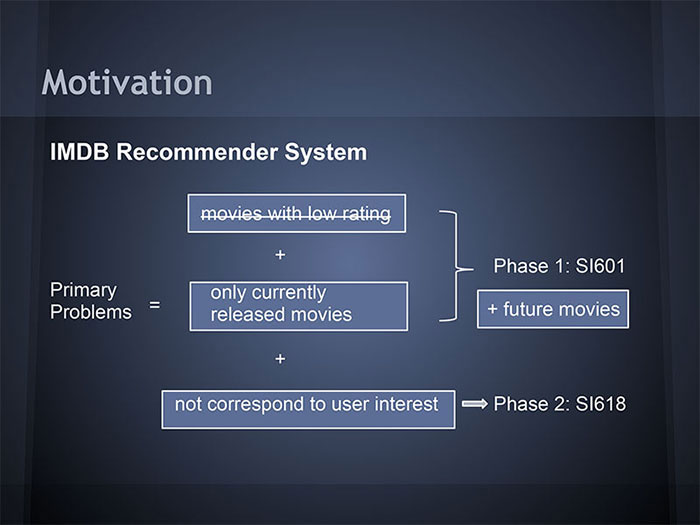 Motivation
IMDB Recommender System
movies with low rating
+
Primary
Problems
=
only currently
released movies
+
not correspond to user interest
Phase 1: SI601
+ future movies
Phase 2: SI618